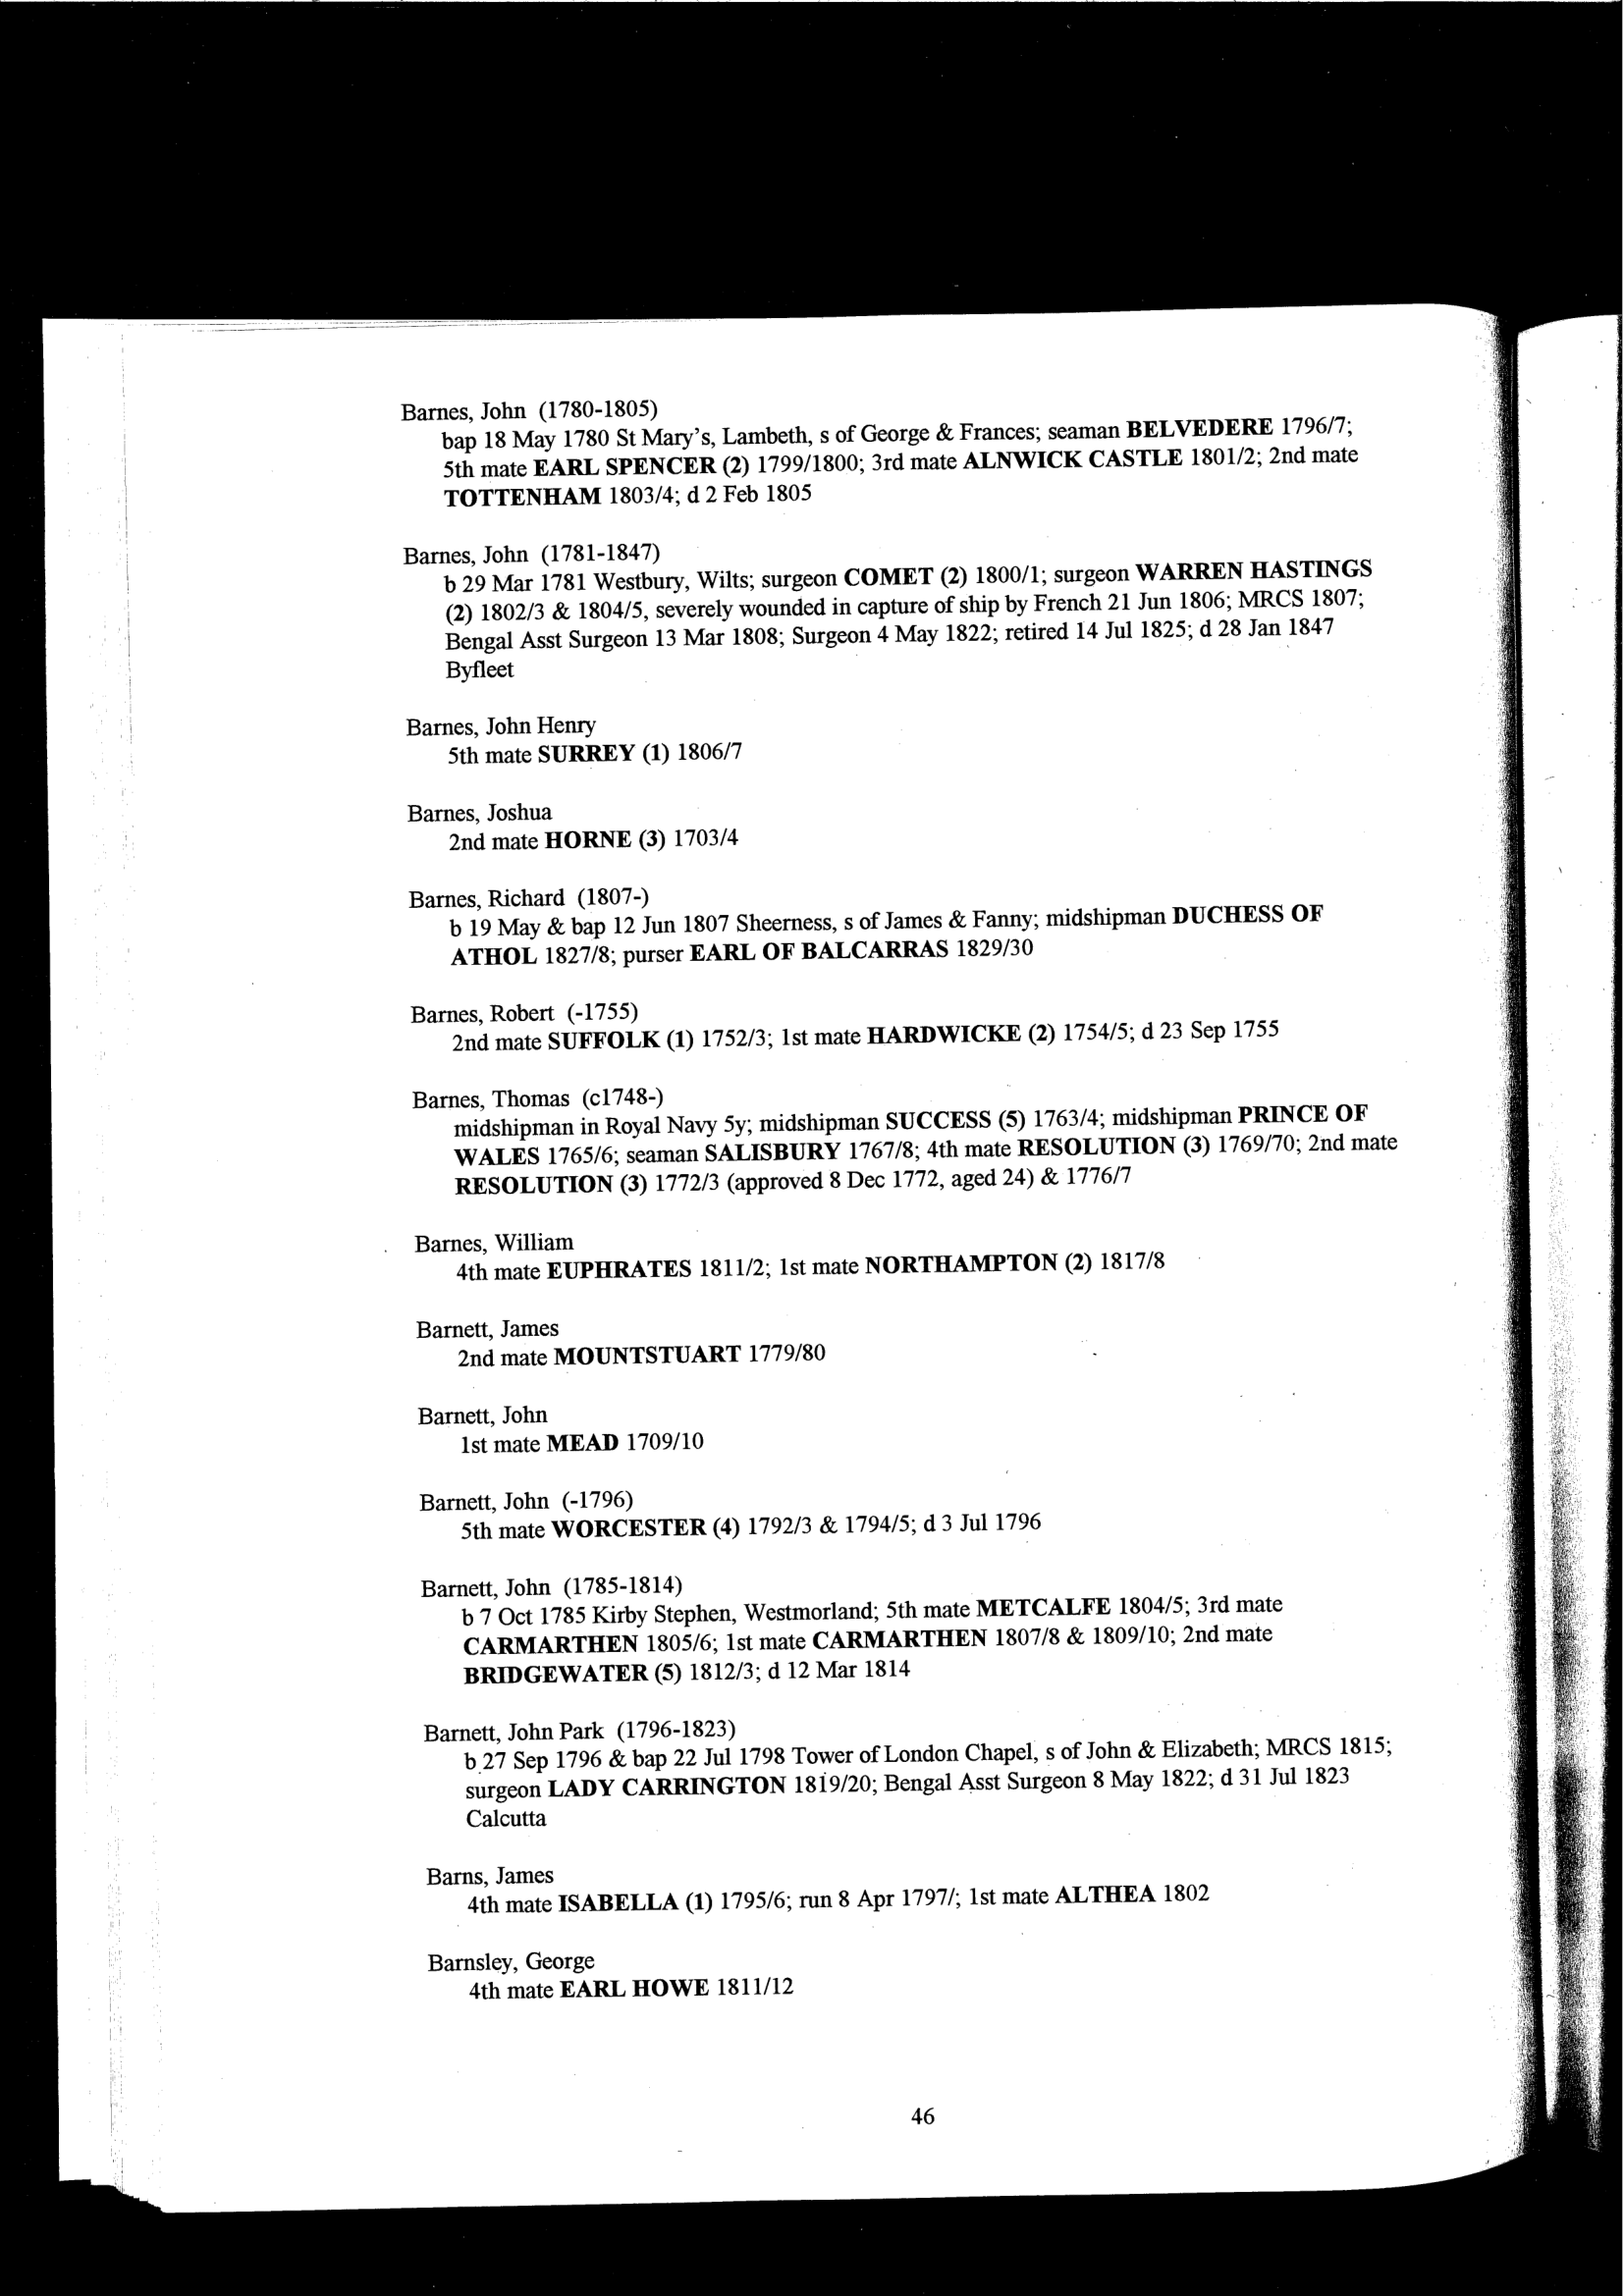 Barnes, John (1780-1805)
bap 18 May 1780 St Mary's, Lambeth, s of George & Frances; seaman BELVEDERE 1796/7;
5th mate EARL SPENCER (2) 1799/1800; 3rd mate ALNWICK CASTLE 1801/2; 2nd mate
TOTTENHAM 1803/4; d 2 Feb 1805
Barnes, John (1781-1847)
b 29 Mar 1781 Westbury, Wilts; surgeon COMET (2) 1800/1; surgeon WARREN HASTINGS
(2) 1802/3 & 1804/5, severely wounded in capture of ship by French 21 Jun 1806; MRCS 1807;
Bengal Asst Surgeon 13 Mar 1808; Surgeon 4 May 1822; retired 14 Jul 1825; d 28 Jan 1847
Byfleet
Barnes, John Henry
5th mate SURREY (1) 1806/7
Barnes, Joshua
2nd mate HORNE (3) 1703/4
Barnes, Richard (1807-)
b 19 May & bap 12 Jun 1807 Sheerness, s of James & Fanny; midshipman DUCHESS OF
ATHOL 1827/8; purser EARL OF BALCARRAS 1829/30
Barnes, Robert (-1755)
2nd mate SUFFOLK (1) 1752/3; 1st mate HARDWICKE (2) 1754/5; d 23 Sep 1755
Barnes, Thomas (c1748-)
midshipman in Royal Navy 5y; midshipman SUCCESS (5) 1763/4; midshipman PRINCE OF
WALES 1765/6; seaman SALISBURY 1767/8; 4th mate RESOLUTION (3) 1769/70; 2nd mate
RESOLUTION (3) 1772/3 (approved 8 Dec 1772, aged 24) & 1776/7
Barnes, William
4th mate EUPHRATES 1811/2; 1st mate NORTHAMPTON (2) 1817/8
Barnett, James
2nd mate MOUNTSTUART 1779/80
Barnett, John
1st mate MEAD 1709/10
Barnett, John (-1796)
5th mate WORCESTER (4) 1792/3 & 1794/5; d 3 Jul 1796
Barnett, John (1785-1814)
b 7 Oct 1785 Kirby Stephen, Westmorland; 5th mate METCALFE 1804/5; 3rd mate
CARMARTHEN 1805/6; 1st mate CARMARTHEN 1807/8 & 1809/10; 2nd mate
BRIDGEWATER (5) 1812/3; d 12 Mar 1814
Barnett, John Park (1796-1823)
b 27 Sep 1796 & bap 22 Jul 1798 Tower of London Chapel, s of John & Elizabeth; MRCS 1815;
surgeon LADY CARRINGTON 1819/20; Bengal Asst Surgeon 8 May 1822; d 31 Jul 1823
Calcutta
Barns, James
4th mate ISABELLA (1) 1795/6; run 8 Apr 1797/; 1st mate ALTHEA 1802
Barnsley, George
4th mate EARL HOWE 1811/12
46